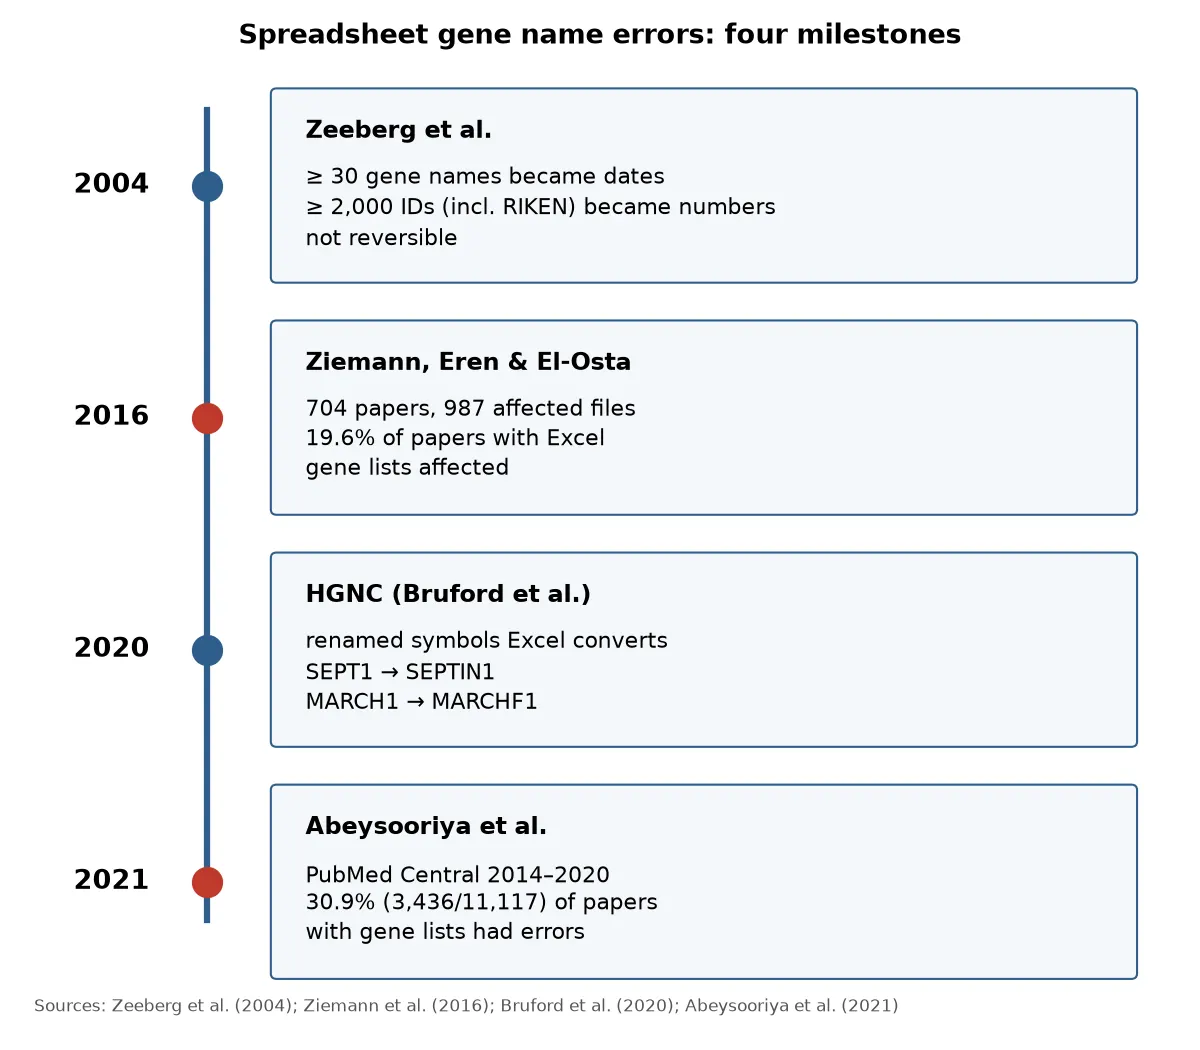 Spreadsheet gene name errors: four milestones
2004
Zeeberg et al.
≥ 30 gene names became dates
≥ 2,000 IDs (incl. RIKEN) became numbers
not reversible
2016
Ziemann, Eren & El-Osta
704 papers, 987 affected files
19.6% of papers with Excel
gene lists affected
2020
HGNC (Bruford et al.)
renamed symbols Excel converts
SEPT1 → SEPTIN1
MARCH1 → MARCHF1
2021
Abeysooriya et al.
PubMed Central 2014–2020
30.9% (3,436/11,117) of papers
with gene lists had errors
Sources: Zeeberg et al. (2004); Ziemann et al. (2016); Bruford et al. (2020); Abeysooriya et al. (2021)